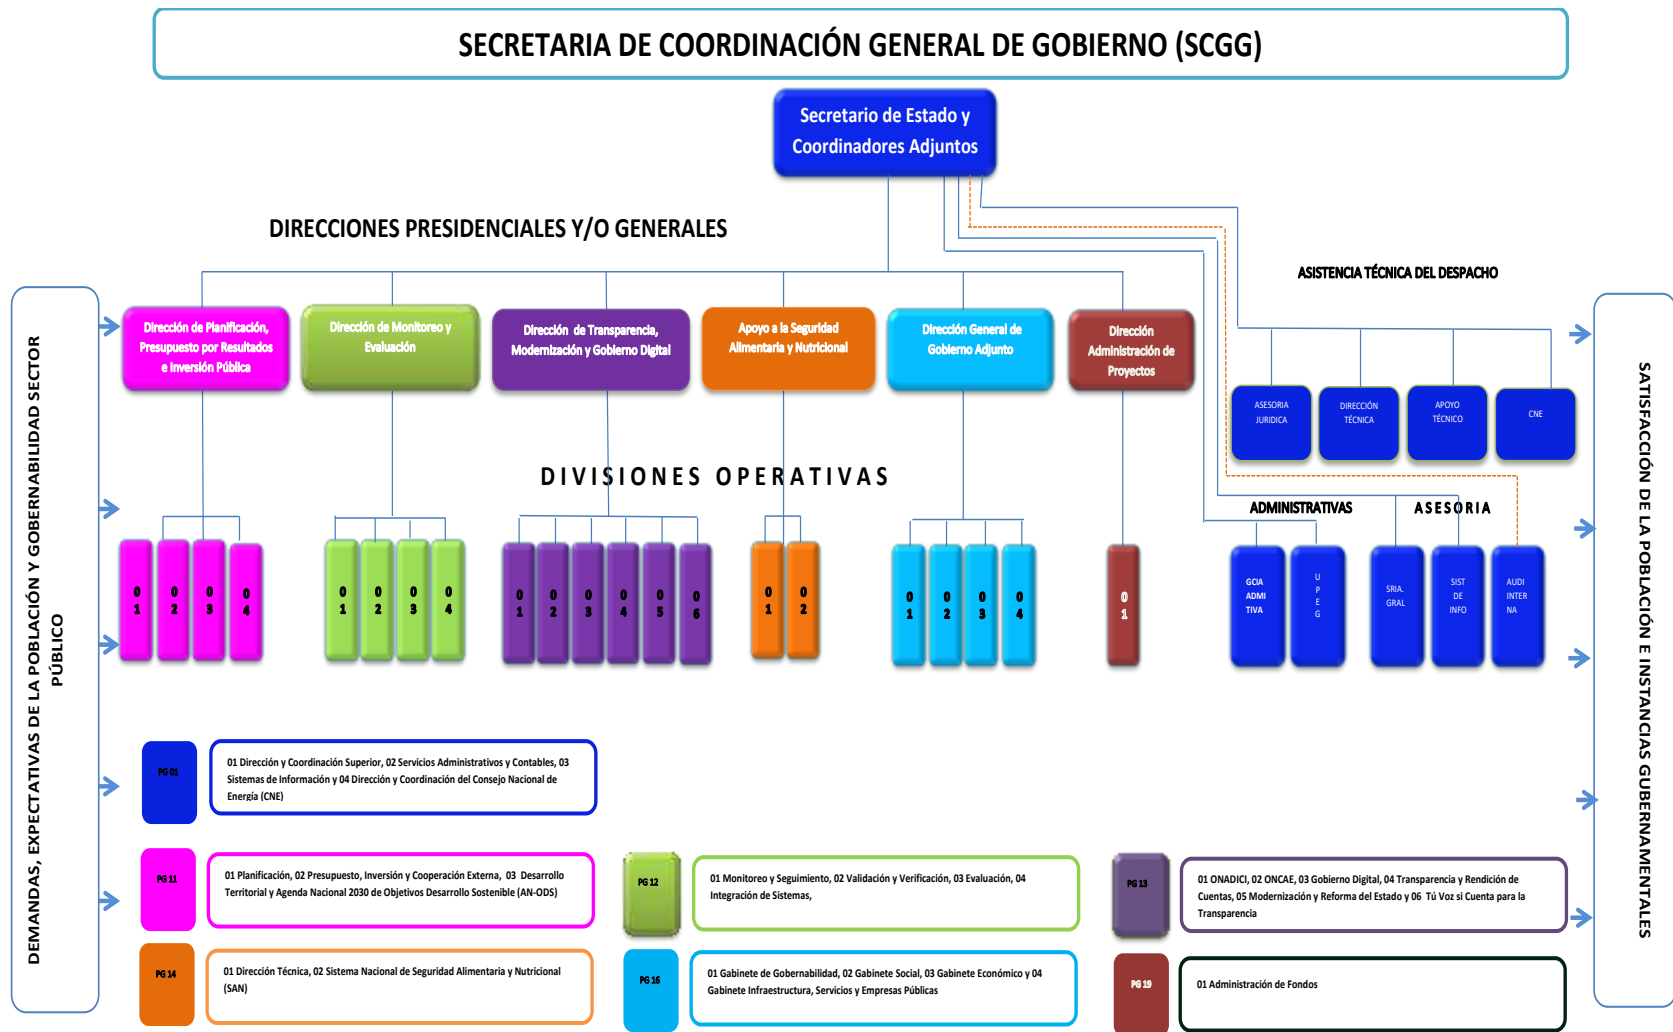 SECRETARIA DE COORDINACIÓN GENERAL DE GOBIERNO (SCGG)
Secretario de Estado y
Coordinadores Adjuntos
DIRECCIONES PRESIDENCIALES Y/O GENERALES
ASISTENCIA TÉCNICA DEL DESPACHO
DEMANDAS, EXPECTATIVAS DE LA POBLACIÓN Y GOBERNABILIDAD SECTOR
PÚBLICO
Dirección de Planificación,
Presupuesto por Resultados
e Inversión Pública
Dirección de Monitoreo y
Evaluación
Dirección de Transparencia,
Modernización y Gobierno Digital
Apoyo a la Seguridad
Alimentaria y Nutricional
Dirección General de
Gobierno Adjunto
Dirección
Administración de
Proyectos
ASESORIA
JURIDICA
DIRECCIÓN
TÉCNICA
APOYO
TÉCNICO
CNE
SATISFACCIÓN DE LA POBLACIÓN E INSTANCIAS GUBERNAMENTALES
DIVISIONES OPERATIVAS
ADMINISTRATIVAS
ASESORIA
01
02
03
04
01
02
03
04
01
02
03
04
05
06
01
02
01
02
03
04
01
GCIA
ADMI
TIVA
U
P
E
G
SRIA.
GRAL
SIST
DE
INFO
AUDI
INTER
NA
PG 01
01 Dirección y Coordinación Superior, 02 Servicios Administrativos y Contables, 03
Sistemas de Información y 04 Dirección y Coordinación del Consejo Nacional de
Energía (CNE)
PG 11
01 Planificación, 02 Presupuesto, Inversión y Cooperación Externa, 03 Desarrollo
Territorial y Agenda Nacional 2030 de Objetivos Desarrollo Sostenible (AN-ODS)
PG 12
01 Monitoreo y Seguimiento, 02 Validación y Verificación, 03 Evaluación, 04
Integración de Sistemas,
PG 13
01 ONADICI, 02 ONCAE, 03 Gobierno Digital, 04 Transparencia y Rendición de
Cuentas, 05 Modernización y Reforma del Estado y 06 Tú Voz si Cuenta para la
Transparencia
PG 14
01 Dirección Técnica, 02 Sistema Nacional de Seguridad Alimentaria y Nutricional
(SAN)
PG 16
01 Gabinete de Gobernabilidad, 02 Gabinete Social, 03 Gabinete Económico y 04
Gabinete Infraestructura, Servicios y Empresas Públicas
PG 19
01 Administración de Fondos